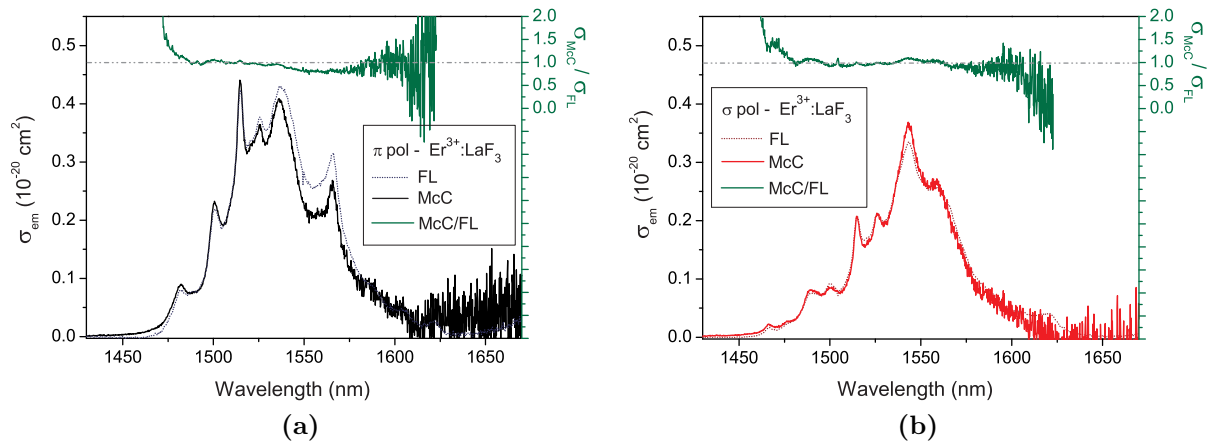 0.5
0.4
0.3
0.2
0.1
0.0
σem (10-20 cm2)
2.0
1.5
1.0
0.5
0.0
σMcC / σFL
π pol - Er3+:LaF3
FL
McC
McC/FL
1450 1500 1550 1600 1650
Wavelength (nm)
(a)
0.5
0.4
0.3
0.2
0.1
0.0
σem (10-20 cm2)
2.0
1.5
1.0
0.5
0.0
σMcC / σFL
σ pol - Er3+:LaF3
FL
McC
McC/FL
1450 1500 1550 1600 1650
Wavelength (nm)
(b)